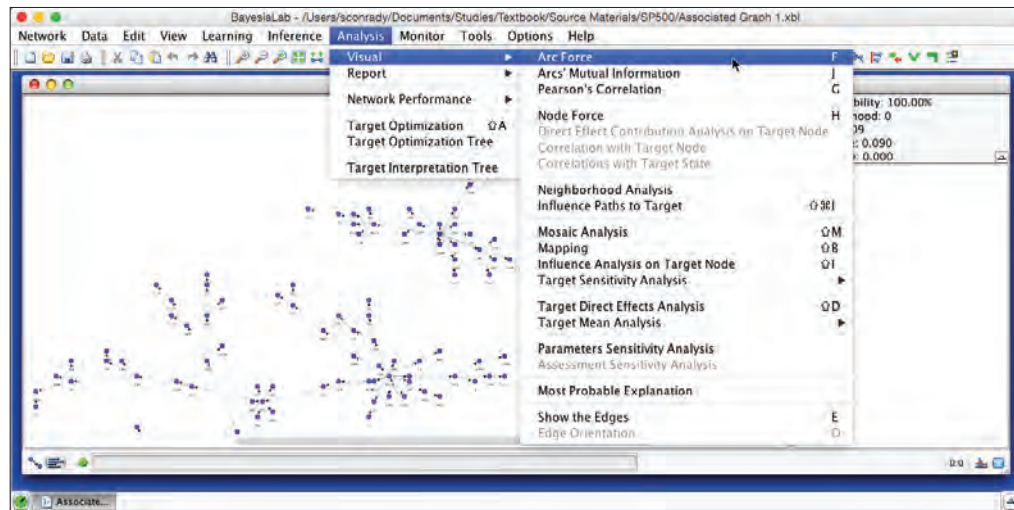 BayesiaLab - /Users/sconrady/Documents/Studies/Textbook/Source Materials/SP500/Associated Graph 1.xbl
Network Data Edit View Learning Inference Analysis Monitor Tools Options Help
Visual
Report
Network Performance
Target Optimization ⇧A
Target Optimization Tree
Target Interpretation Tree
Arc Force F
Arcs' Mutual Information J
Pearson's Correlation G
Node Force H
Direct Effect Contribution Analysis on Target Node
Correlation with Target Node
Correlations with Target State
Neighborhood Analysis
Influence Paths to Target ⇧⌘I
Mosaic Analysis ⇧M
Mapping ⇧B
Influence Analysis on Target Node ⇧I
Target Sensitivity Analysis
Target Direct Effects Analysis ⇧D
Target Mean Analysis
Parameters Sensitivity Analysis
Assessment Sensitivity Analysis
Most Probable Explanation
Show the Edges E
Edge Orientation O
bility: 100.00%
hood: 0
09
: 0.090
: 0.000
Associate...